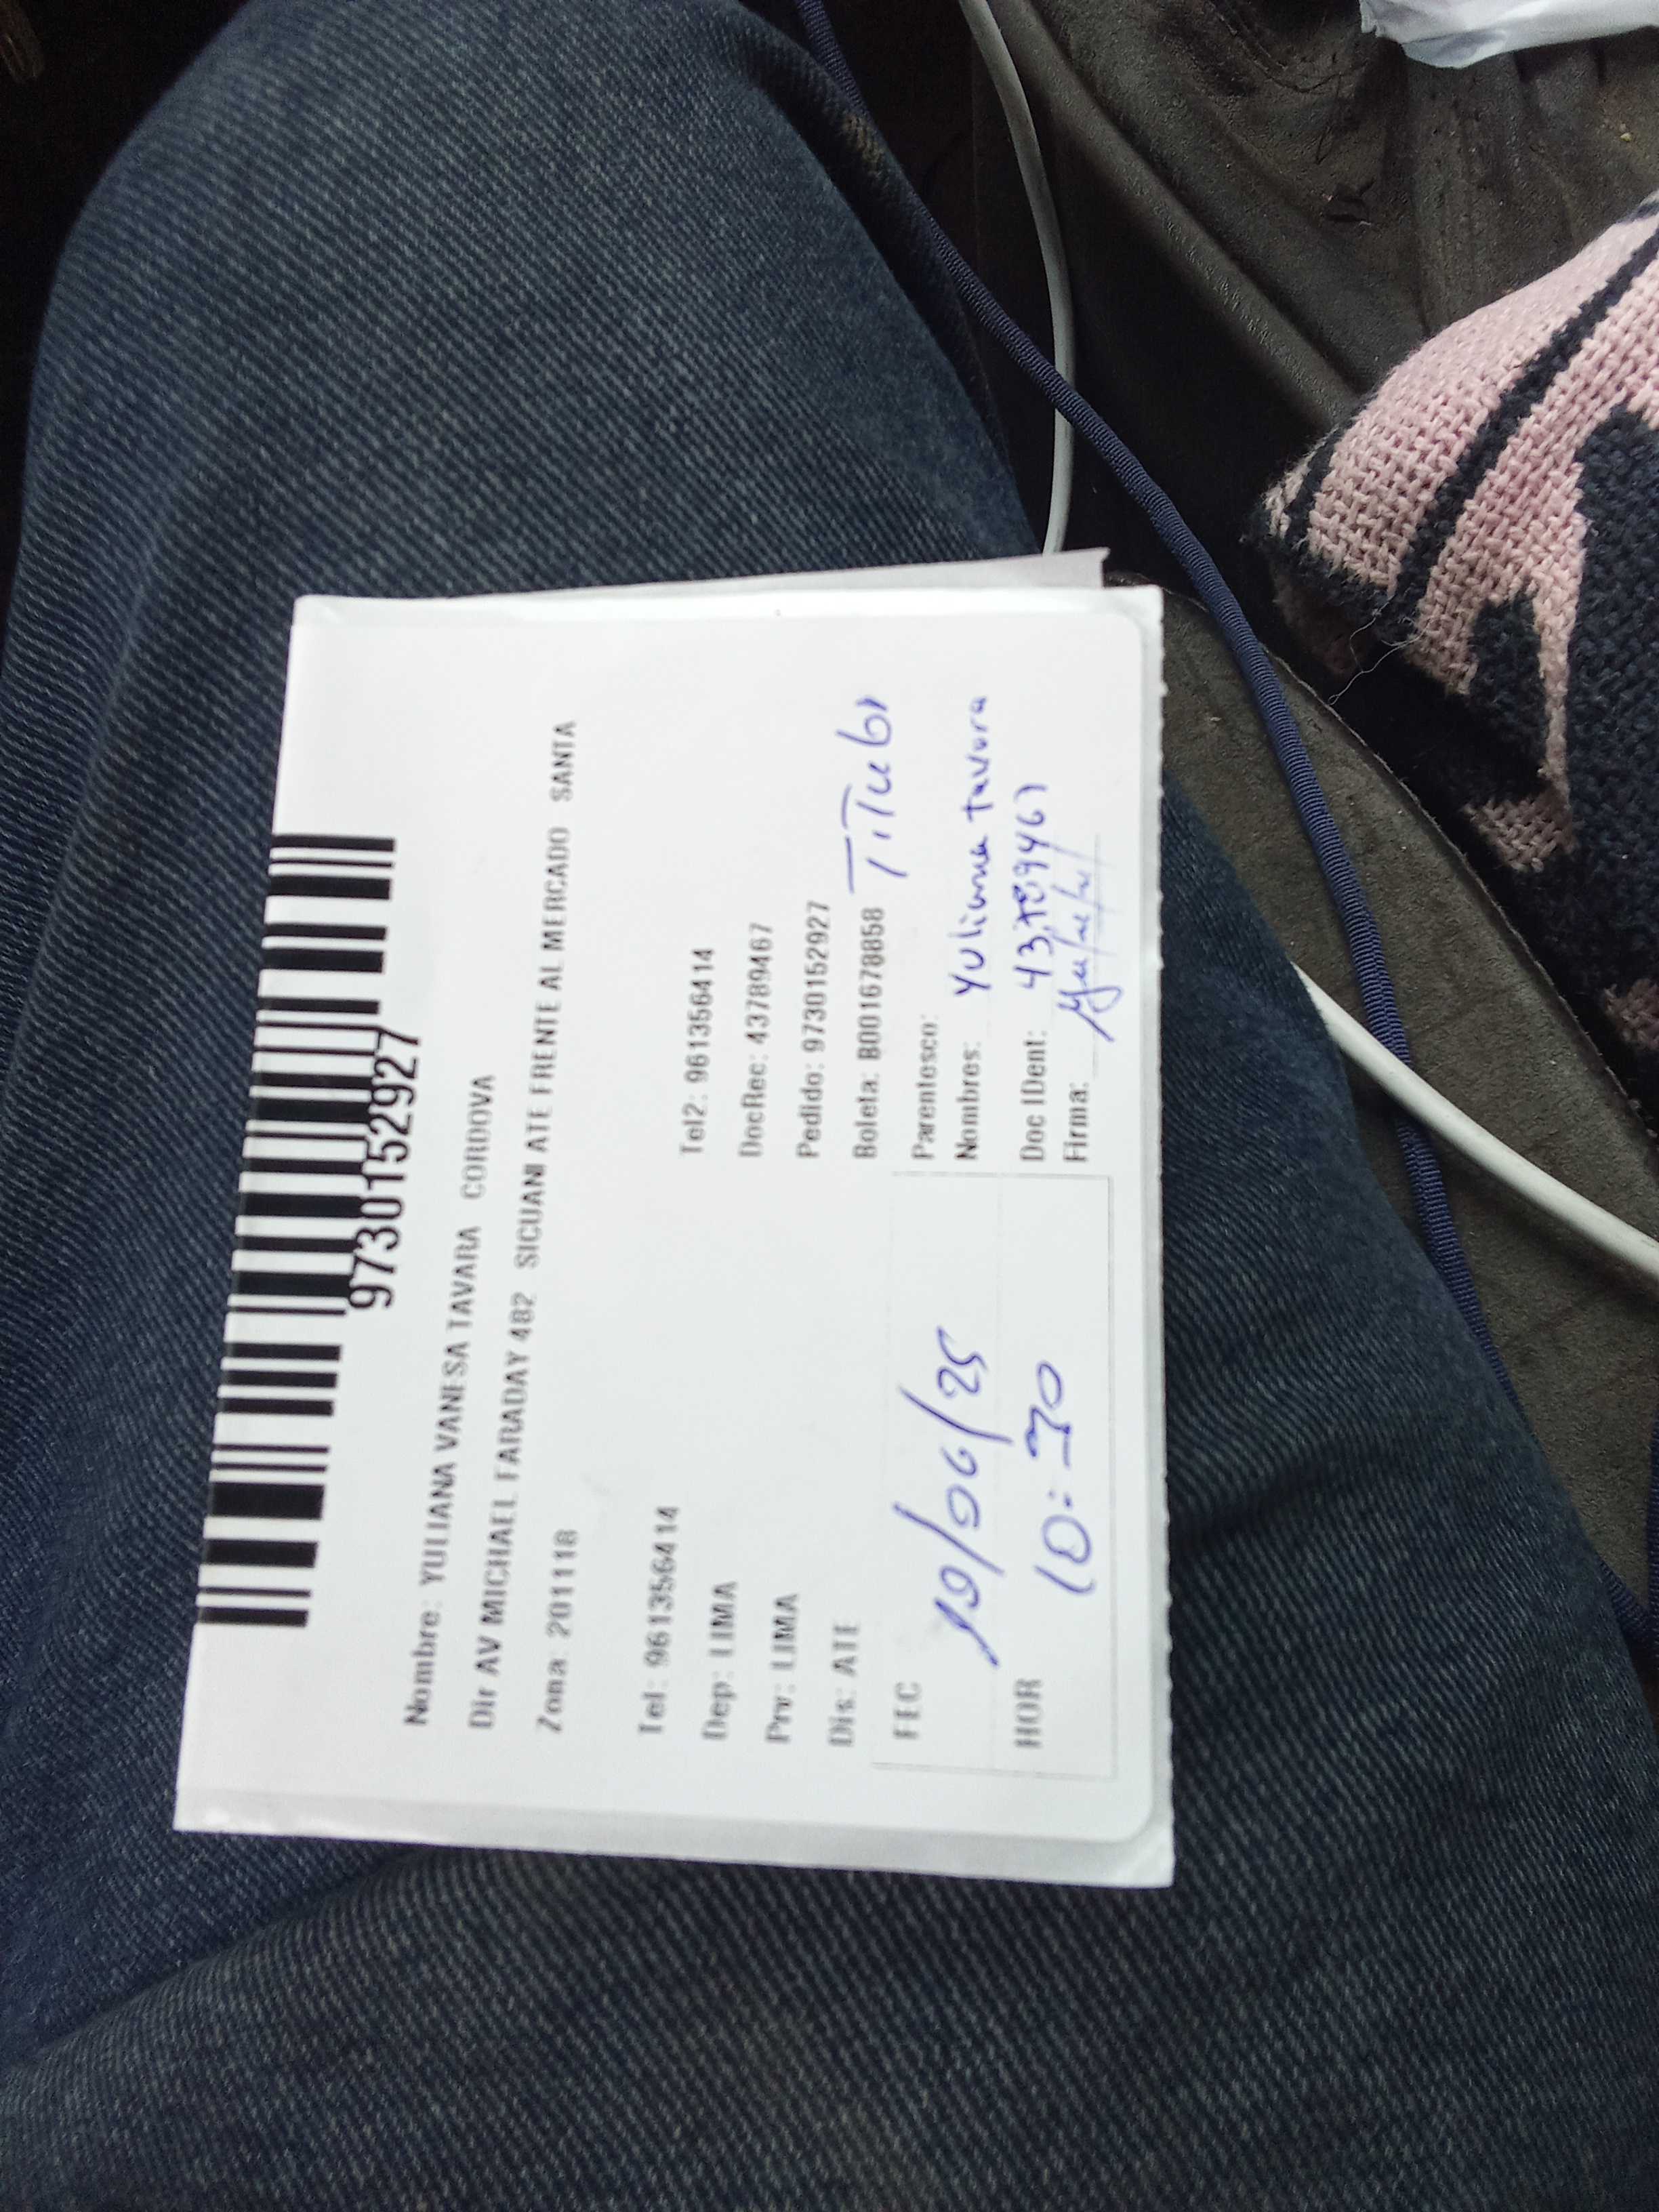 9730152927
Nombre: YULIANA VANESA TAVARA CORDOVA
Dir AV MICHAEL FARADAY 482 SICUANI ATE FRENTE AL MERCADO SANTA
Zona: 201118
Tel: 961356414 Tel2: 961356414
Dep: LIMA DocRec: 43789467
Prv: LIMA Pedido: 9730152927
Dis: ATE Boleta: B001678858
Parentesco: TiTular
FEC 19/06/25 Nombres: Yuliana tavara
HOR 10:30 Doc IDent: 43789467
Firma: